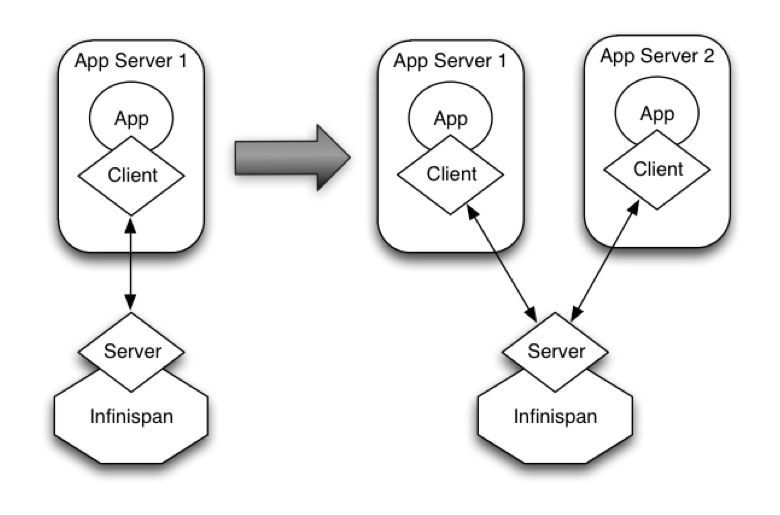 App Server 1
App
Client
Server
Infinispan
App Server 1
App
Client
App Server 2
App
Client
Server
Infinispan